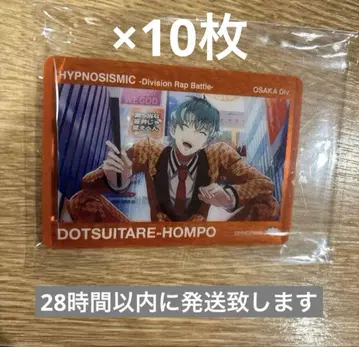 ×10枚
HYPNOSISMIC -Division Rap Battle-
OSAKA Div.
WEGO
DOTSUITARE-HOMPO
28時間以内に発送致します